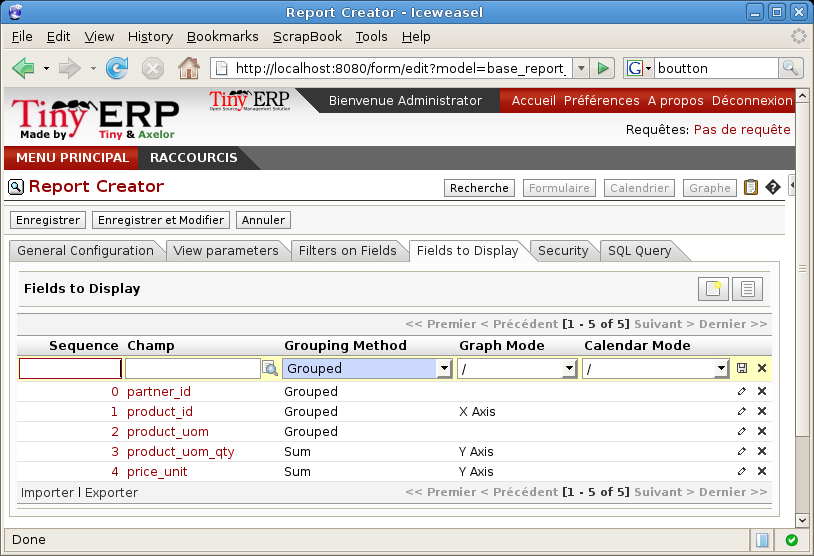 Report Creator - Iceweasel
File Edit View History Bookmarks ScrapBook Tools Help
http://localhost:8080/form/edit?model=base_report_ G boutton
Tiny ERP
Made by Tiny & Axelor
Tiny ERP
Open Source Management Solution
Bienvenue Administrator
Accueil Préférences A propos Déconnexion
Requêtes: Pas de requête
MENU PRINCIPAL RACCOURCIS
Report Creator
Recherche Formulaire Calendrier Graphe ?
Enregistrer Enregistrer et Modifier Annuler
General Configuration View parameters Filters on Fields Fields to Display Security SQL Query
Fields to Display
<< Premier < Précédent [1 - 5 of 5] Suivant > Dernier >>
Sequence Champ Grouping Method Graph Mode Calendar Mode
Grouped / /
0 partner_id Grouped
1 product_id Grouped X Axis
2 product_uom Grouped
3 product_uom_qty Sum Y Axis
4 price_unit Sum Y Axis
Importer | Exporter << Premier < Précédent [1 - 5 of 5] Suivant > Dernier >>
Done